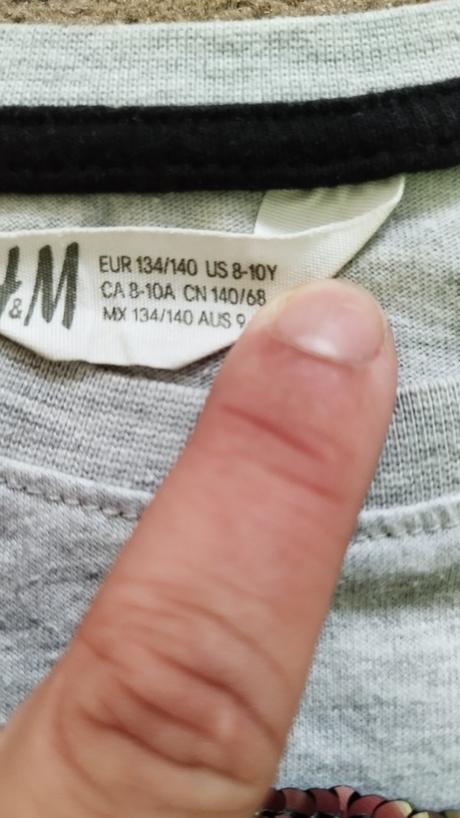 H&M
EUR 134/140 US 8-10Y
CA 8-10A CN 140/68
MX 134/140 AUS 9